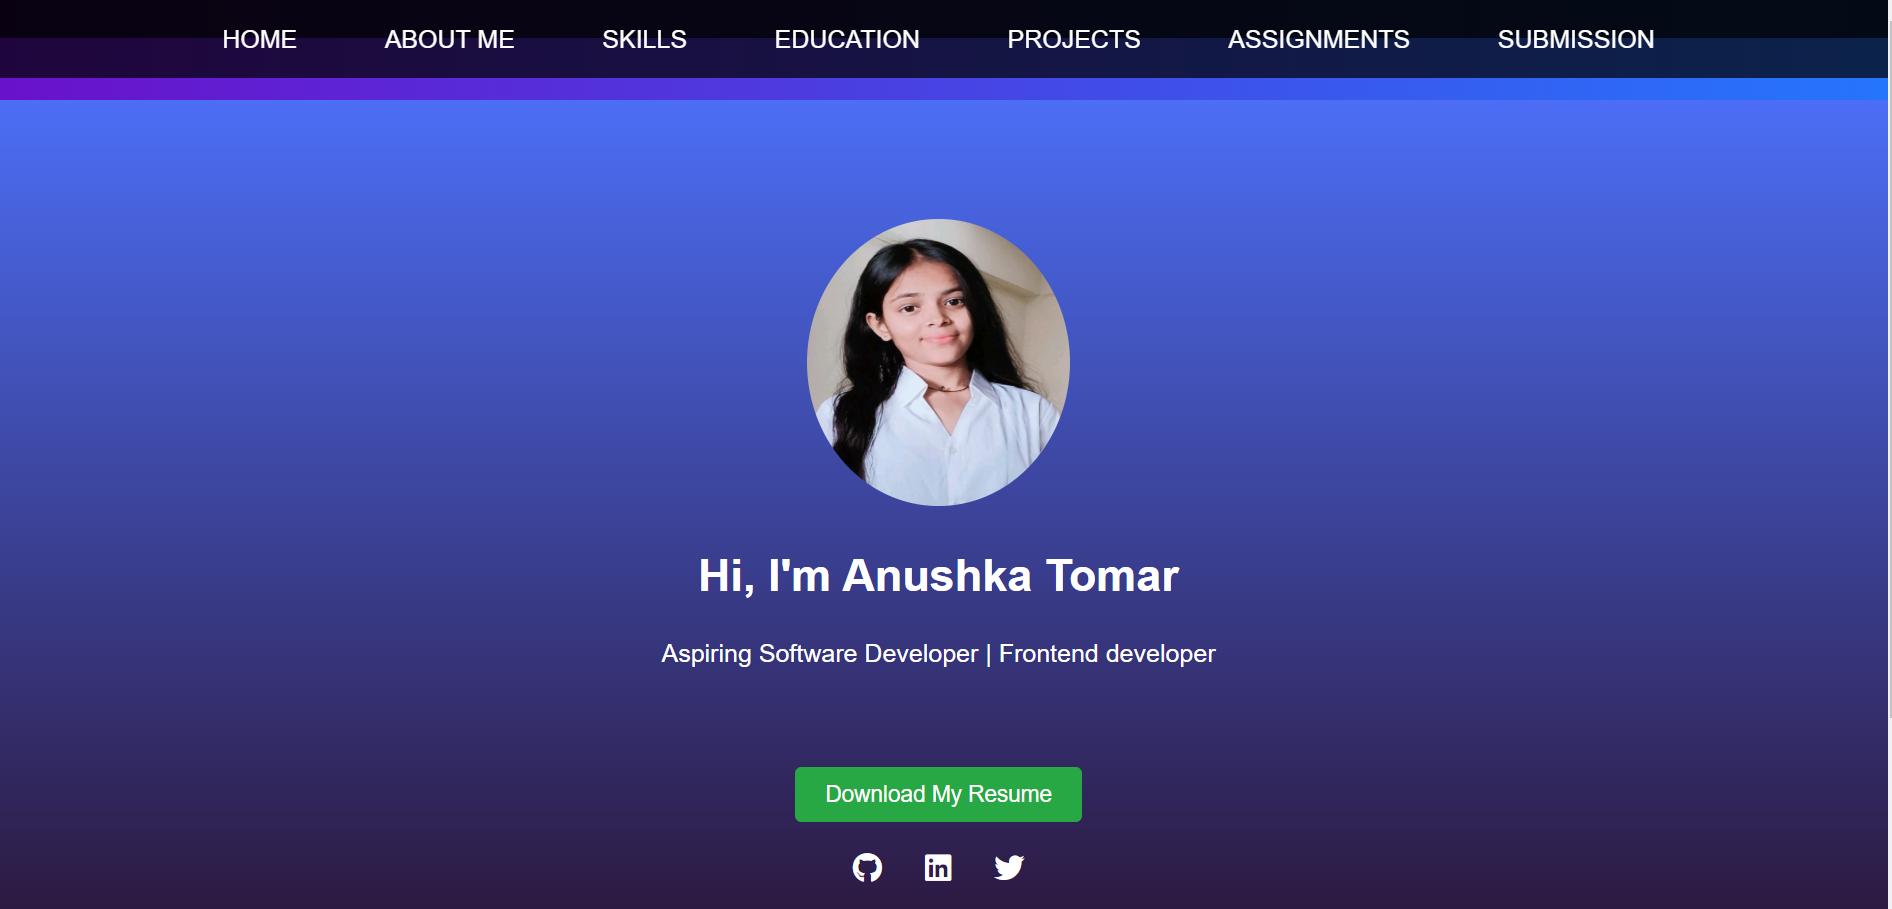 HOME ABOUT ME SKILLS EDUCATION PROJECTS ASSIGNMENTS SUBMISSION
Hi, I'm Anushka Tomar
Aspiring Software Developer | Frontend developer
Download My Resume
in